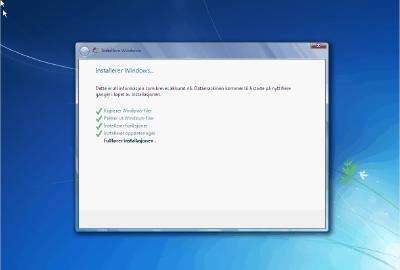 Installere Windows
Installerer Windows...
Dette er all informasjon som kreves akkurat nå. Datamaskinen kommer til å starte på nytt flere
ganger i løpet av installasjonen.
Kopierer Windows-filer
Pakker ut Windows-filer
Installerer funksjoner
Installerer oppdateringer
Fullfører installasjonen .